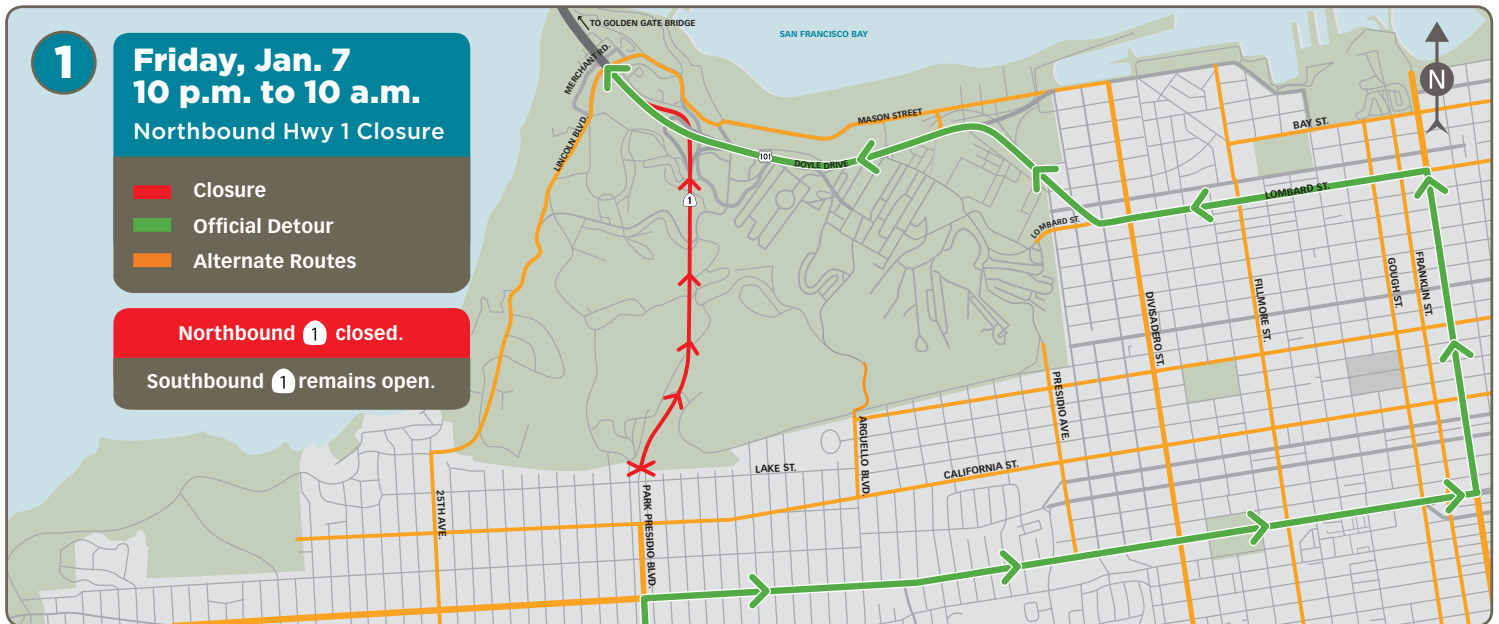 1
Friday, Jan. 7
10 p.m. to 10 a.m.
Northbound Hwy 1 Closure
Closure
Official Detour
Alternate Routes
Northbound 1 closed.
Southbound 1 remains open.
TO GOLDEN GATE BRIDGE
SAN FRANCISCO BAY
N
MERCHANT RD.
LINCOLN BLVD.
MASON STREET
BAY ST.
101
DOYLE DRIVE
1
LOMBARD ST.
LOMBARD ST.
DIVISADERO ST.
FILLMORE ST.
GOUGH ST.
FRANKLIN ST.
PRESIDIO AVE.
ARGUELLO BLVD.
LAKE ST.
CALIFORNIA ST.
25TH AVE.
PARK PRESIDIO BLVD.